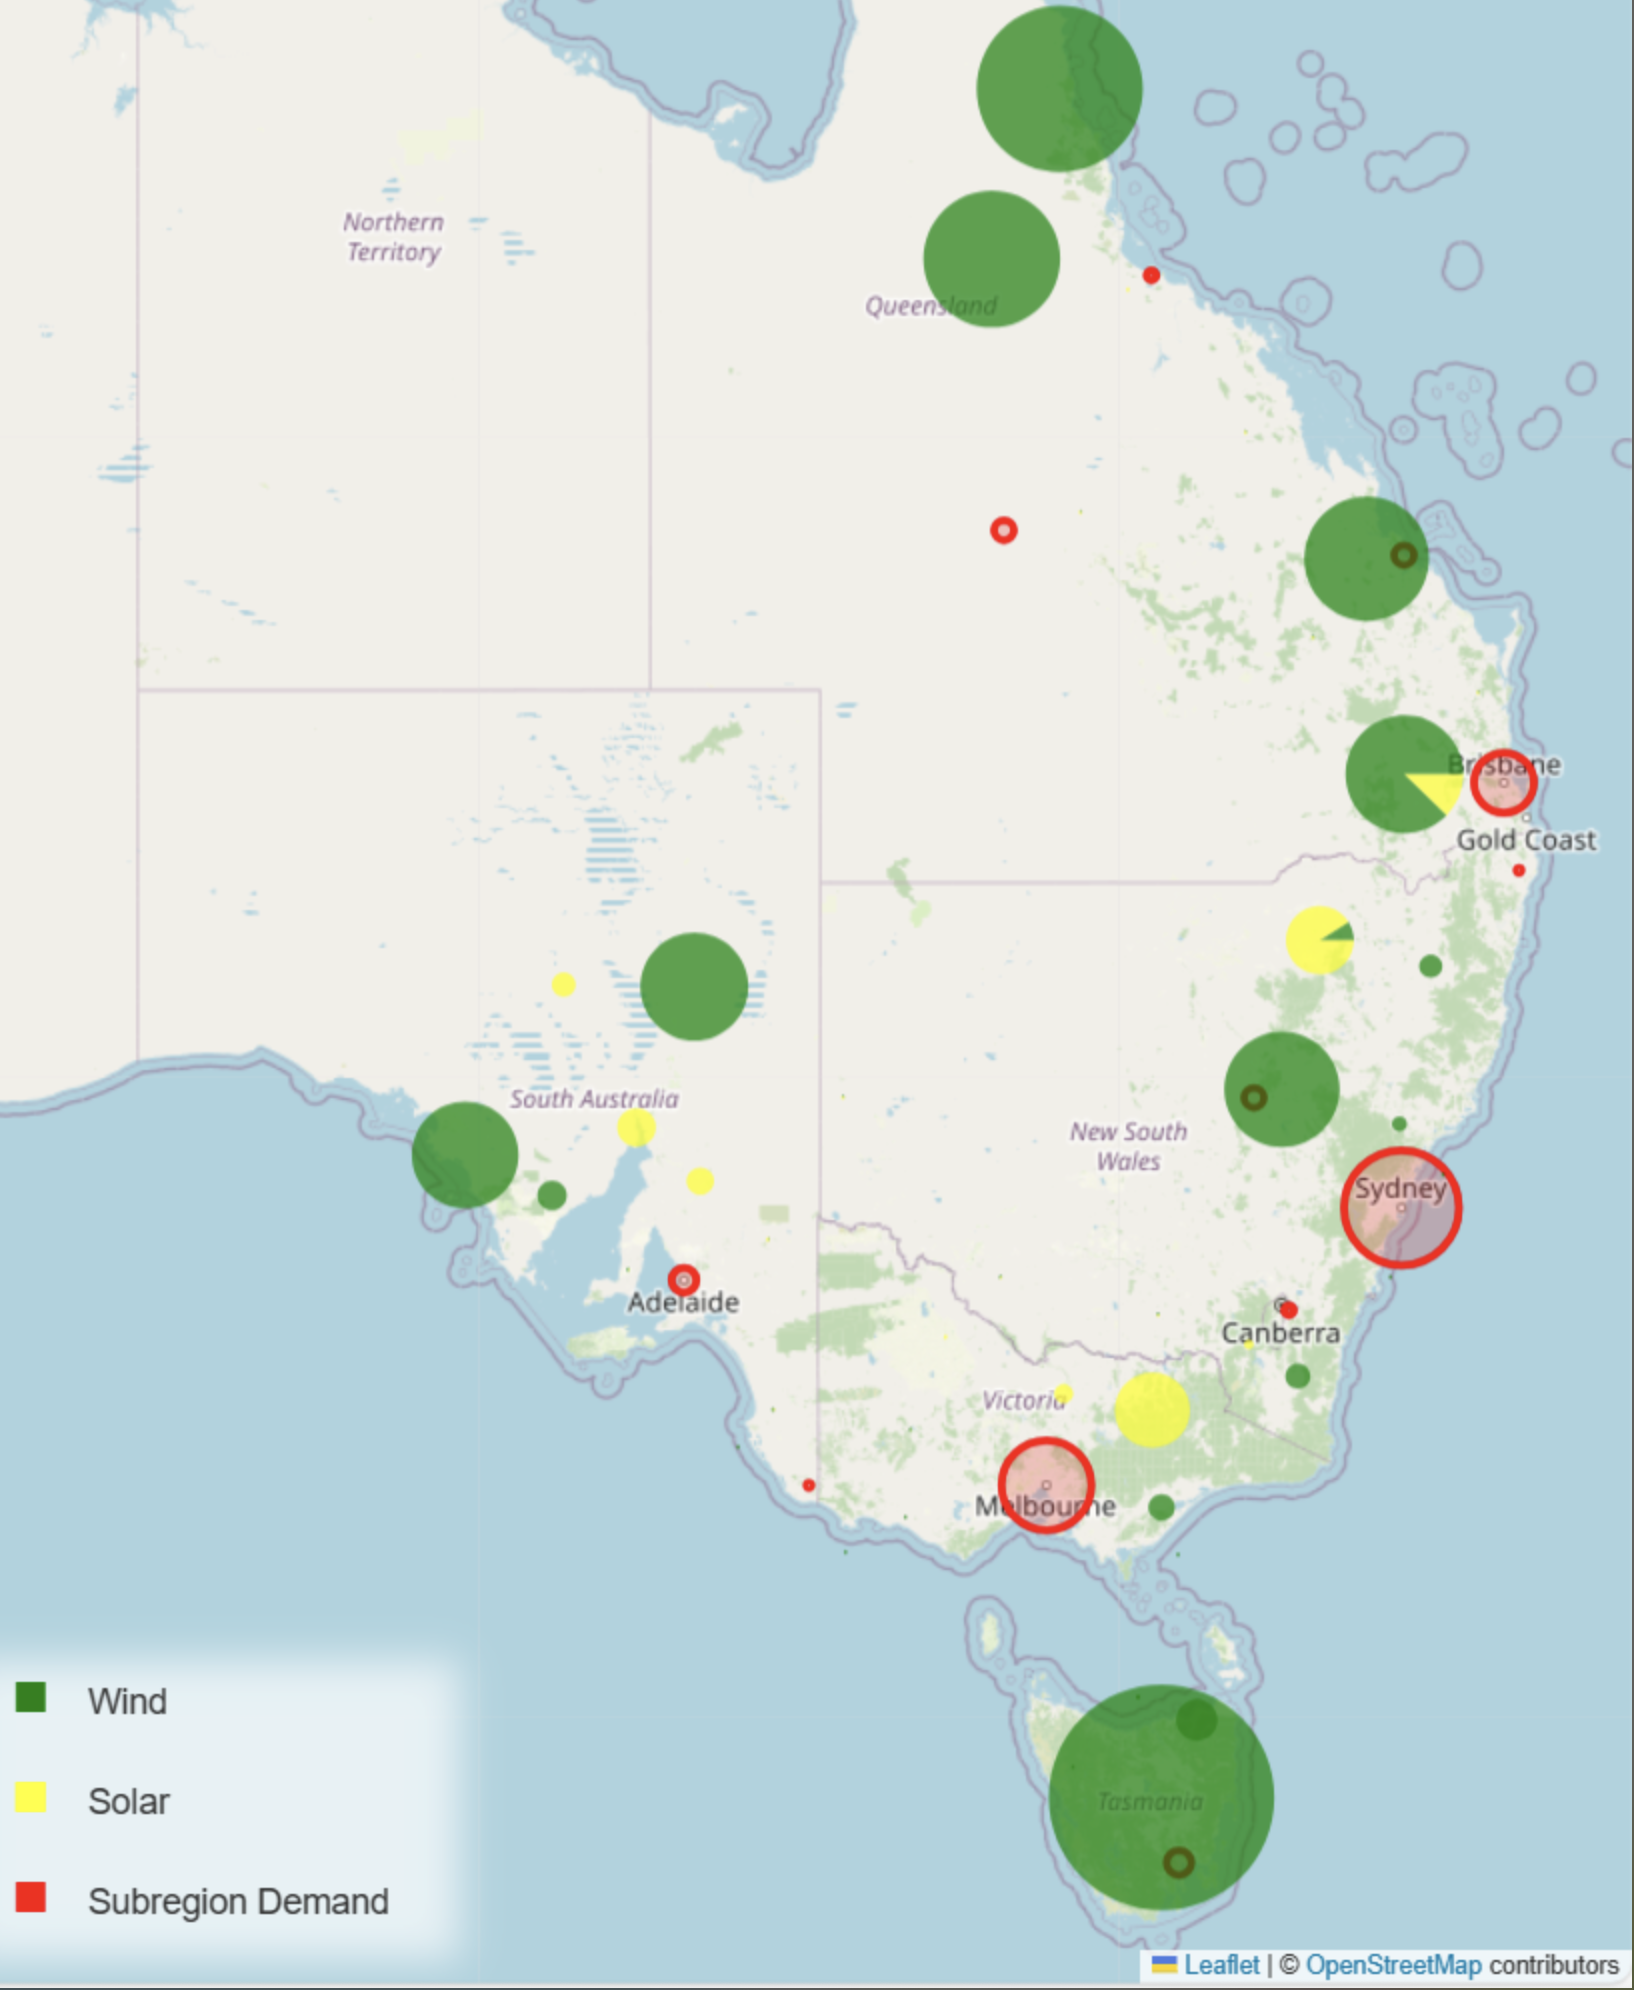 Northern
Territory
Queensland
Brisbane
Gold Coast
South Australia
New South
Wales
Sydney
Adelaide
Canberra
Victoria
Melbourne
Tasmania
Wind
Solar
Subregion Demand
Leaflet | © OpenStreetMap contributors